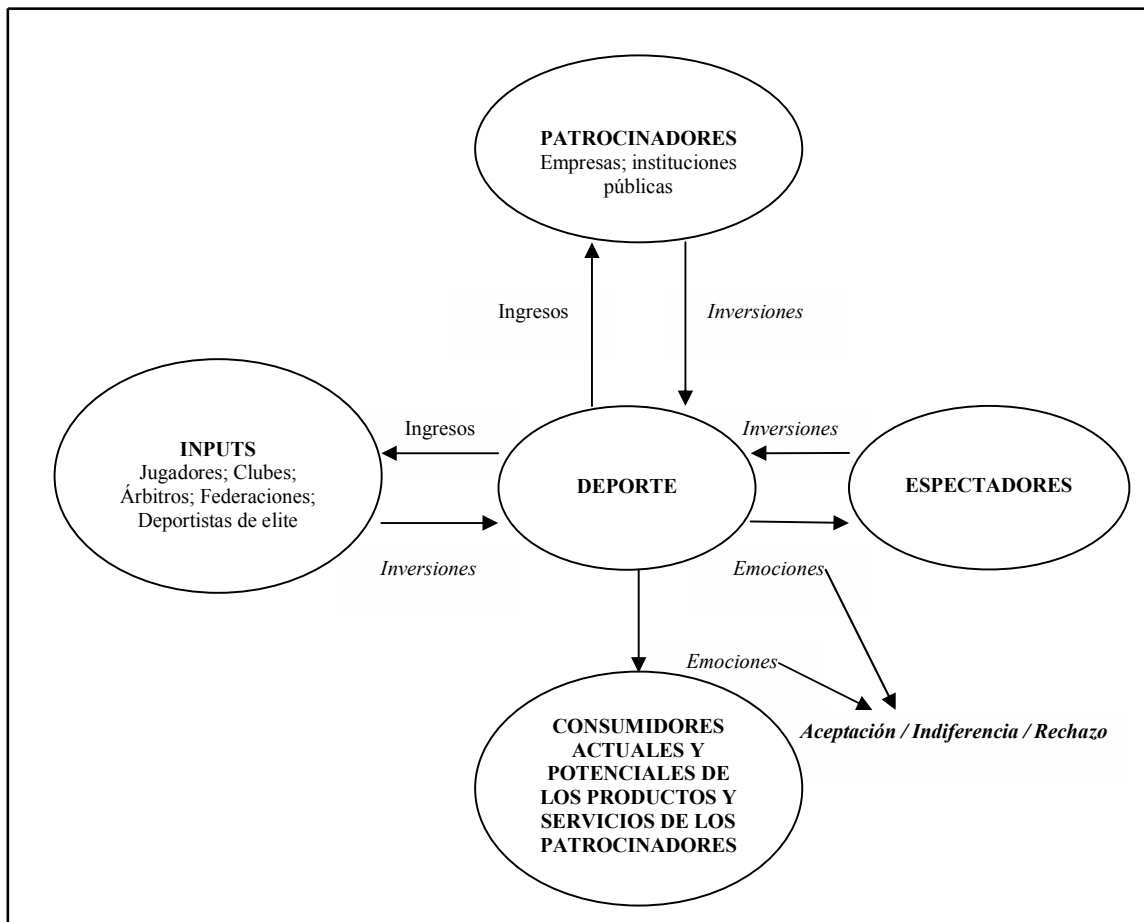 PATROCINADORES
Empresas; instituciones
públicas
Ingresos
Inversiones
INPUTS
Jugadores; Clubes;
Árbitros; Federaciones;
Deportistas de elite
Ingresos
Inversiones
DEPORTE
Inversiones
Emociones
ESPECTADORES
Emociones
Aceptación / Indiferencia / Rechazo
CONSUMIDORES
ACTUALES Y
POTENCIALES DE
LOS PRODUCTOS Y
SERVICIOS DE LOS
PATROCINADORES